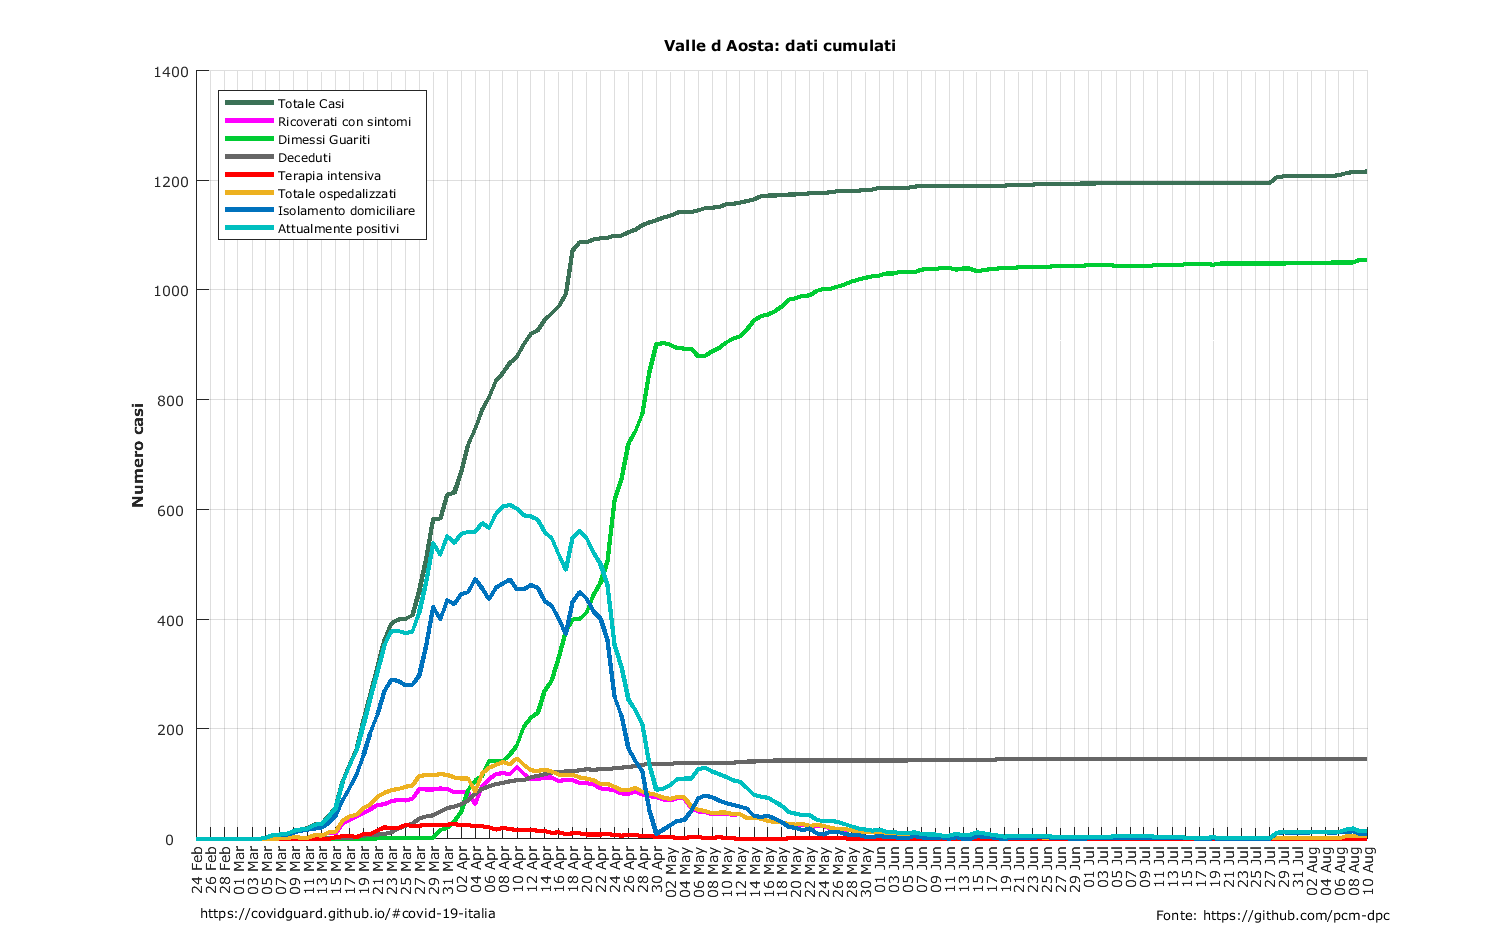 Valle d Aosta: dati cumulati
1400
1200
1000
800
600
400
200
0
Numero casi
Totale Casi
Ricoverati con sintomi
Dimessi Guariti
Deceduti
Terapia intensiva
Totale ospedalizzati
Isolamento domiciliare
Attualmente positivi
24 Feb
26 Feb
28 Feb
01 Mar
03 Mar
05 Mar
07 Mar
09 Mar
11 Mar
13 Mar
15 Mar
17 Mar
19 Mar
21 Mar
23 Mar
25 Mar
27 Mar
29 Mar
31 Mar
02 Apr
04 Apr
06 Apr
08 Apr
10 Apr
12 Apr
14 Apr
16 Apr
18 Apr
20 Apr
22 Apr
24 Apr
26 Apr
28 Apr
30 Apr
02 May
04 May
06 May
08 May
10 May
12 May
14 May
16 May
18 May
20 May
22 May
24 May
26 May
28 May
30 May
01 Jun
03 Jun
05 Jun
07 Jun
09 Jun
11 Jun
13 Jun
15 Jun
17 Jun
19 Jun
21 Jun
23 Jun
25 Jun
27 Jun
29 Jun
01 Jul
03 Jul
05 Jul
07 Jul
09 Jul
11 Jul
13 Jul
15 Jul
17 Jul
19 Jul
21 Jul
23 Jul
25 Jul
27 Jul
29 Jul
31 Jul
02 Aug
04 Aug
06 Aug
08 Aug
10 Aug
https://covidguard.github.io/#covid-19-italia
Fonte: https://github.com/pcm-dpc